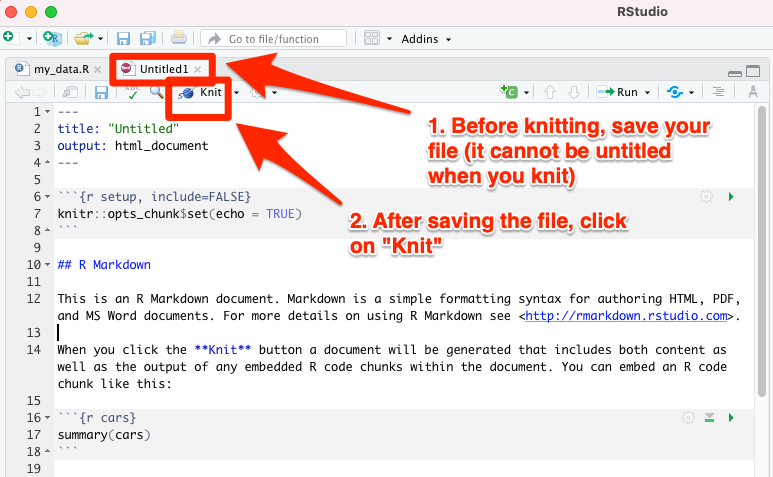 RStudio
Go to file/function
Addins
my_data.R
Untitled1
ABC
Knit
Run
1. Before knitting, save your
file (it cannot be untitled
when you knit)
2. After saving the file, click
on "Knit"
1 ---
2 title: "Untitled"
3 output: html_document
4 ---
5
6 ```{r setup, include=FALSE}
7 knitr::opts_chunk$set(echo = TRUE)
8 ```
9
10 ## R Markdown
11
12 This is an R Markdown document. Markdown is a simple formatting syntax for authoring HTML, PDF,
and MS Word documents. For more details on using R Markdown see <http://rmarkdown.rstudio.com>.
13
14 When you click the **Knit** button a document will be generated that includes both content as
well as the output of any embedded R code chunks within the document. You can embed an R code
chunk like this:
15
16 ```{r cars}
17 summary(cars)
18 ```
19